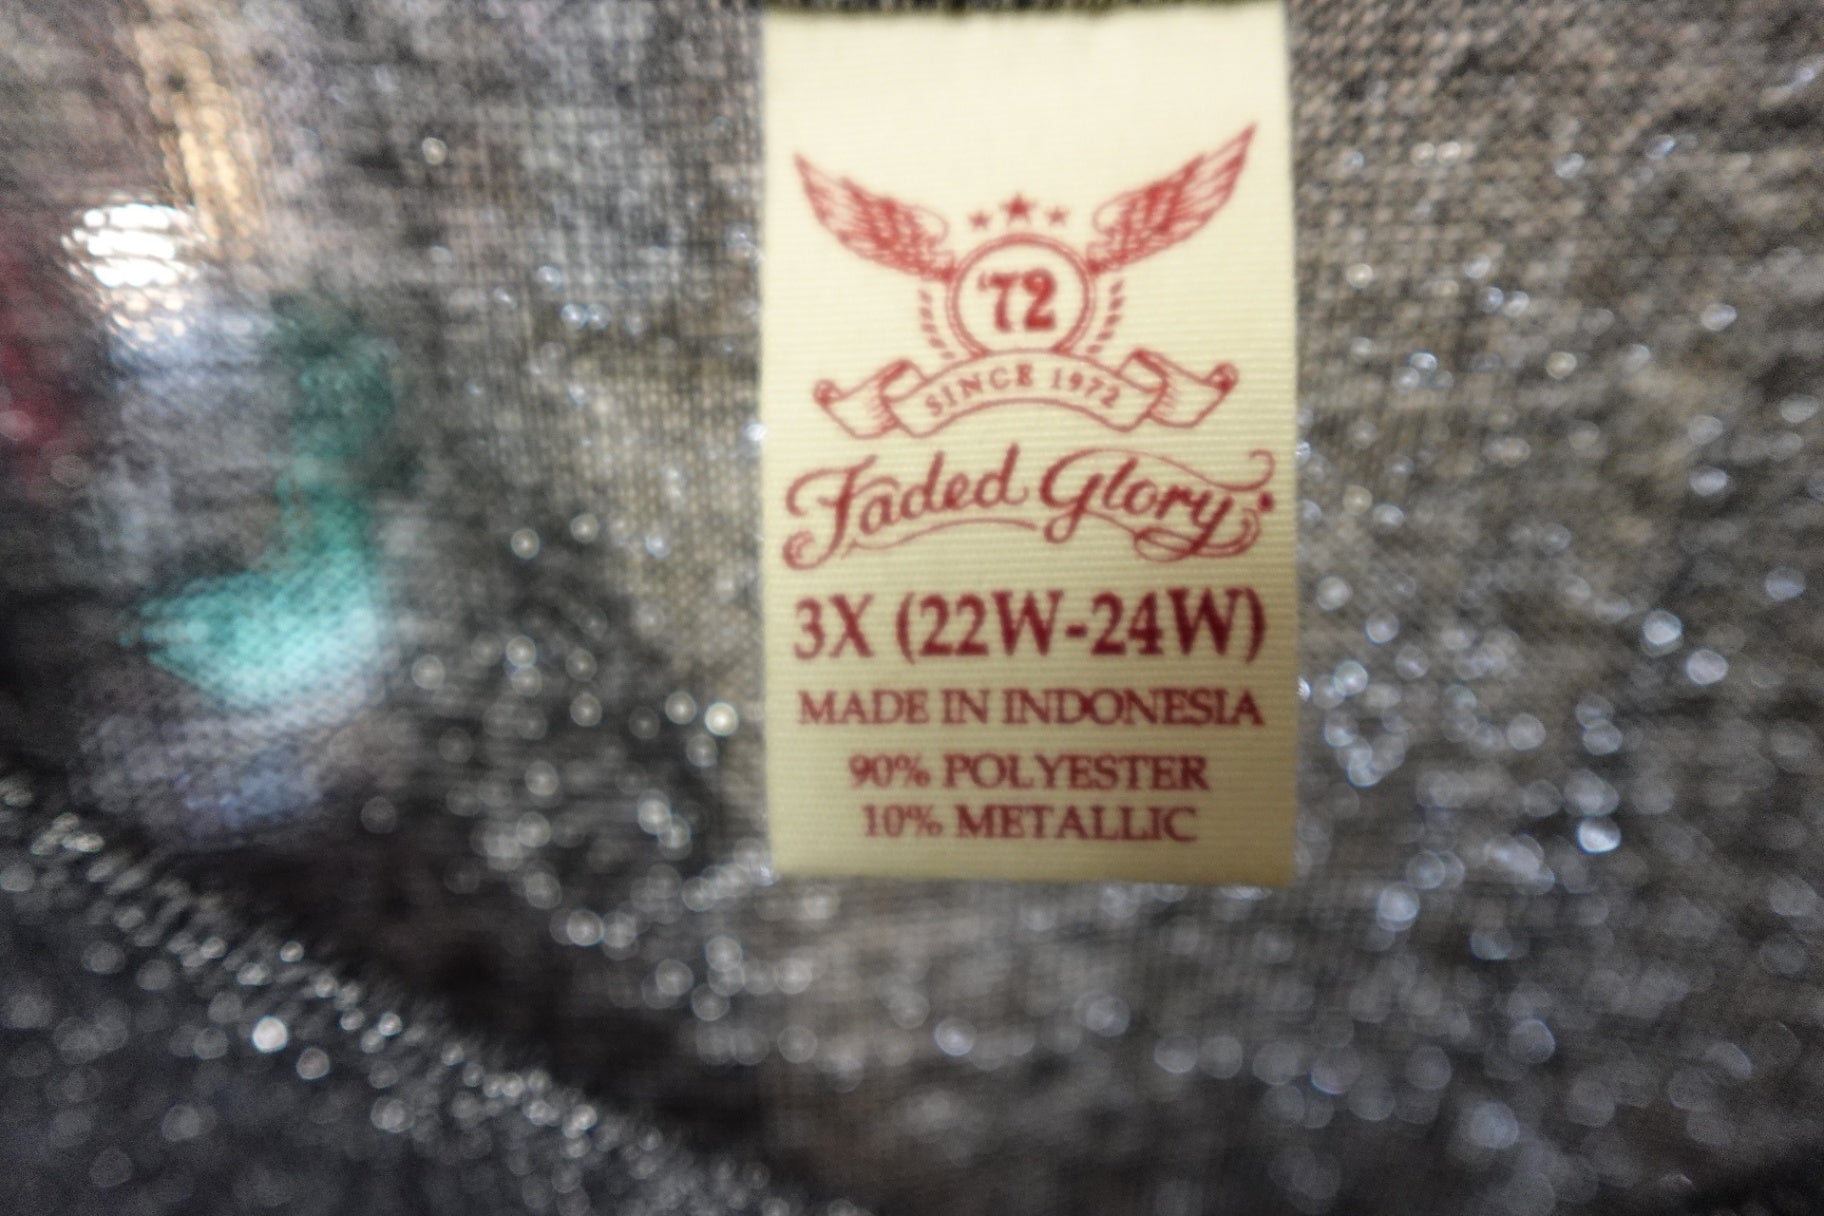 '72
SINCE 1972
Faded Glory
3X (22W-24W)
MADE IN INDONESIA
90% POLYESTER
10% METALLIC